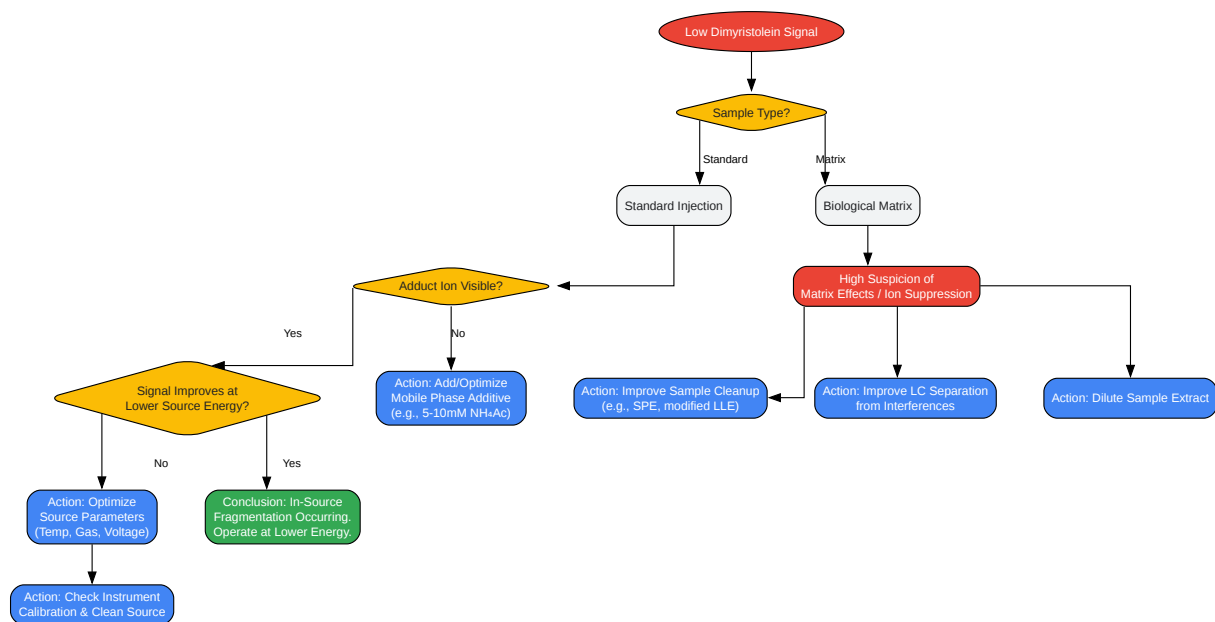 Low Dimyristolein Signal
Sample Type?
Standard
Matrix
Standard Injection
Biological Matrix
Adduct Ion Visible?
High Suspicion of
Matrix Effects / Ion Suppression
Yes
No
Signal Improves at
Lower Source Energy?
Action: Add/Optimize
Mobile Phase Additive
(e.g., 5-10mM NH₄Ac)
Action: Improve Sample Cleanup
(e.g., SPE, modified LLE)
Action: Improve LC Separation
from Interferences
Action: Dilute Sample Extract
No
Yes
Action: Optimize
Source Parameters
(Temp, Gas, Voltage)
Conclusion: In-Source
Fragmentation Occurring.
Operate at Lower Energy.
Action: Check Instrument
Calibration & Clean Source